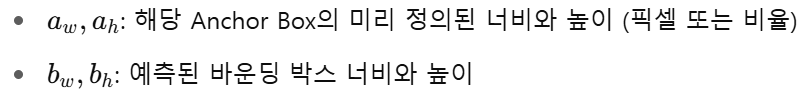 • a_w, a_h: 해당 Anchor Box의 미리 정의된 너비와 높이 (픽셀 또는 비율)
• b_w, b_h: 예측된 바운딩 박스 너비와 높이